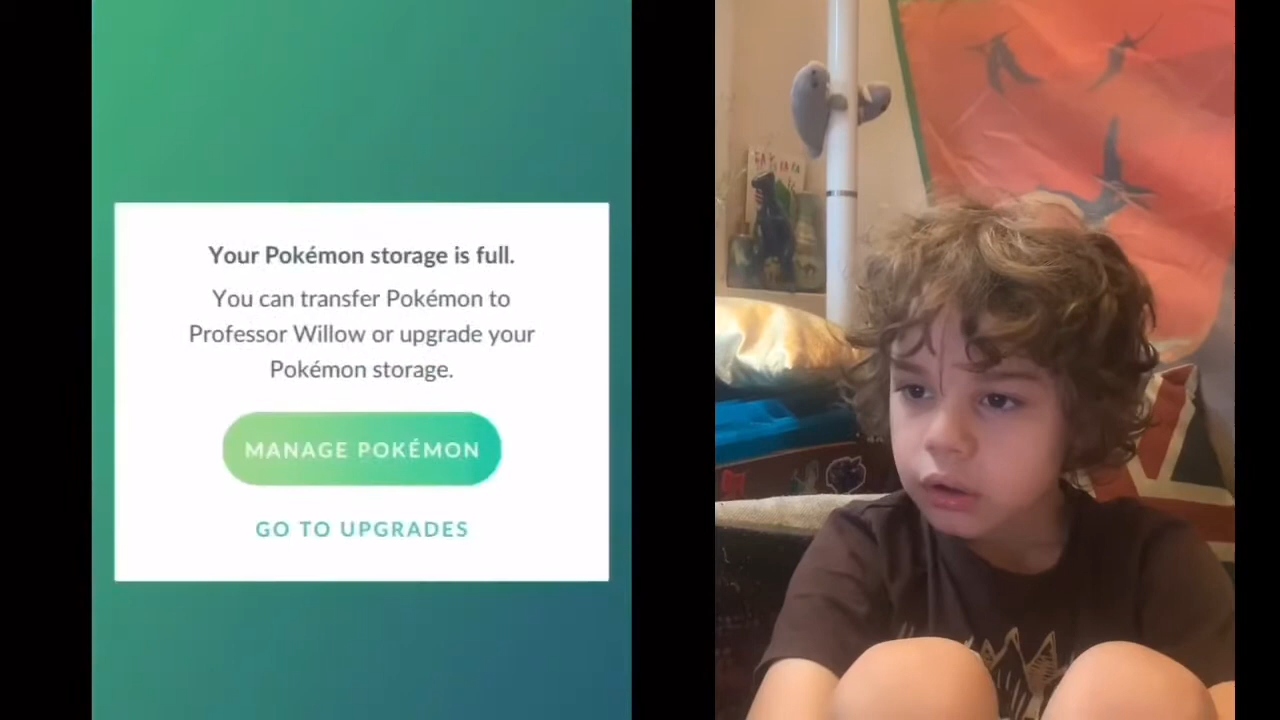 Your Pokémon storage is full.
You can transfer Pokémon to
Professor Willow or upgrade your
Pokémon storage.
MANAGE POKÉMON
GO TO UPGRADES